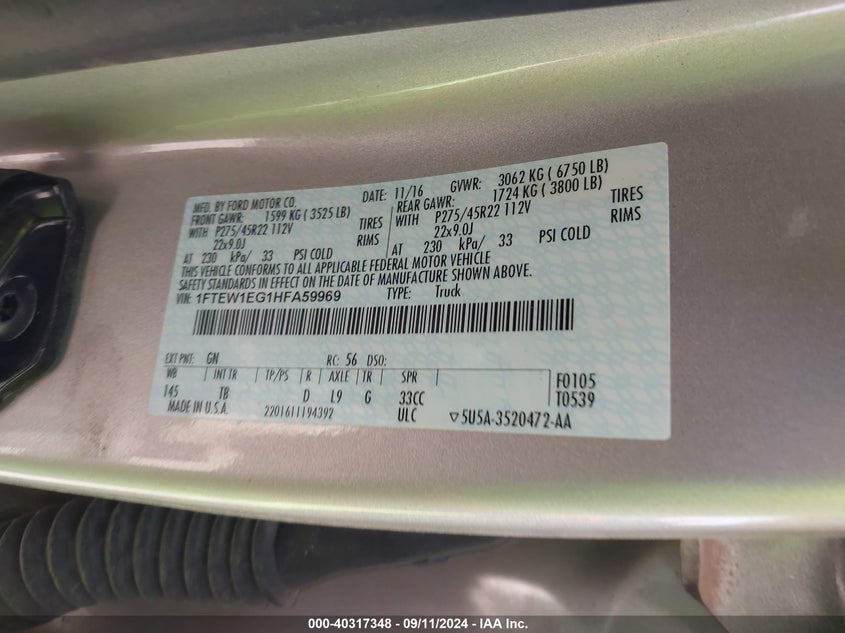 MFD. BY FORD MOTOR CO. DATE: 11/16 GVWR: 3062 KG ( 6750 LB)
FRONT GAWR: 1599 KG ( 3525 LB) REAR GAWR: 1724 KG ( 3800 LB)
WITH P275/45R22 112V TIRES WITH P275/45R22 112V TIRES
22x9.0J RIMS 22x9.0J RIMS
AT 230 kPa/ 33 PSI COLD AT 230 kPa/ 33 PSI COLD
THIS VEHICLE CONFORMS TO ALL APPLICABLE FEDERAL MOTOR VEHICLE
SAFETY STANDARDS IN EFFECT ON THE DATE OF MANUFACTURE SHOWN ABOVE.
VIN: 1FTEW1EG1HFA59969 TYPE: Truck
EXT PNT: GN RC: 56 DSO:
WB INT TR TP/PS R AXLE TR SPR F0105
145 TB D L9 G 33CC T0539
MADE IN U.S.A. 2201611194392 ULC ▽5U5A-3520472-AA
000-40317348 - 09/11/2024 - IAA Inc.